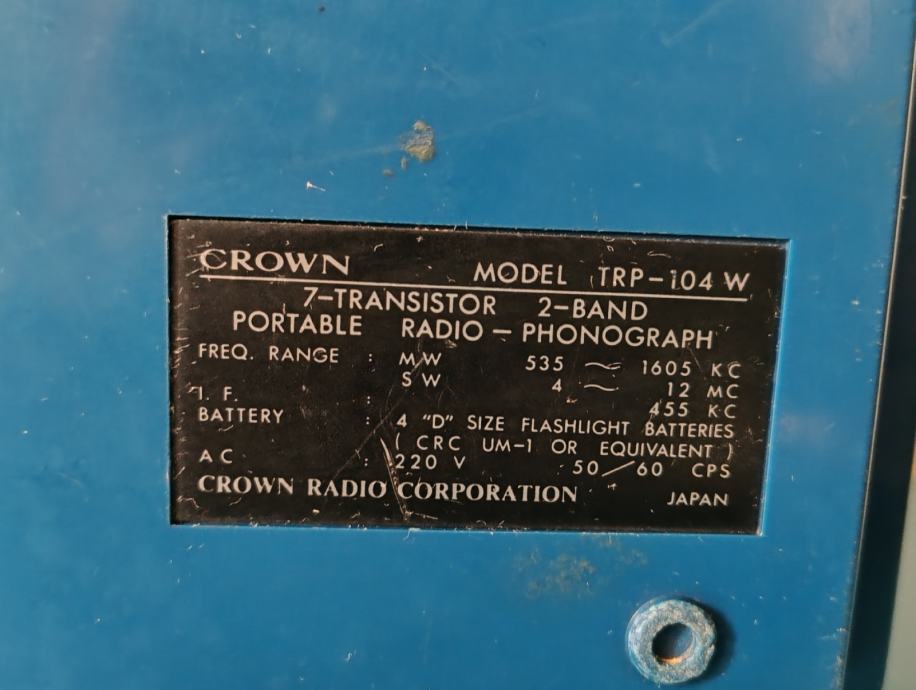 CROWN MODEL TRP-104 W
7-TRANSISTOR 2-BAND
PORTABLE RADIO - PHONOGRAPH
FREQ. RANGE : MW 535 ~ 1605 KC
SW 4 ~ 12 MC
I. F. : 455 KC
BATTERY : 4 "D" SIZE FLASHLIGHT BATTERIES
( CRC UM-1 OR EQUIVALENT )
AC : 220 V 50/60 CPS
CROWN RADIO CORPORATION JAPAN